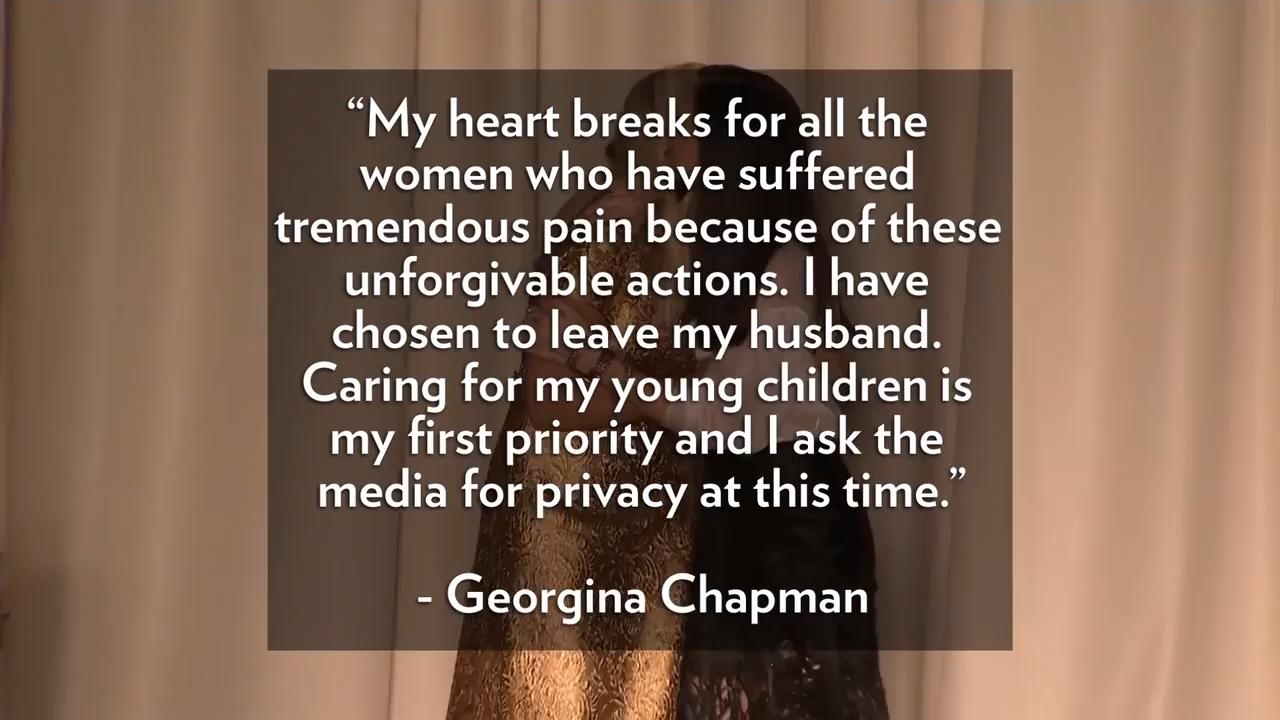 “My heart breaks for all the
women who have suffered
tremendous pain because of these
unforgivable actions. I have
chosen to leave my husband.
Caring for my young children is
my first priority and I ask the
media for privacy at this time.”
- Georgina Chapman